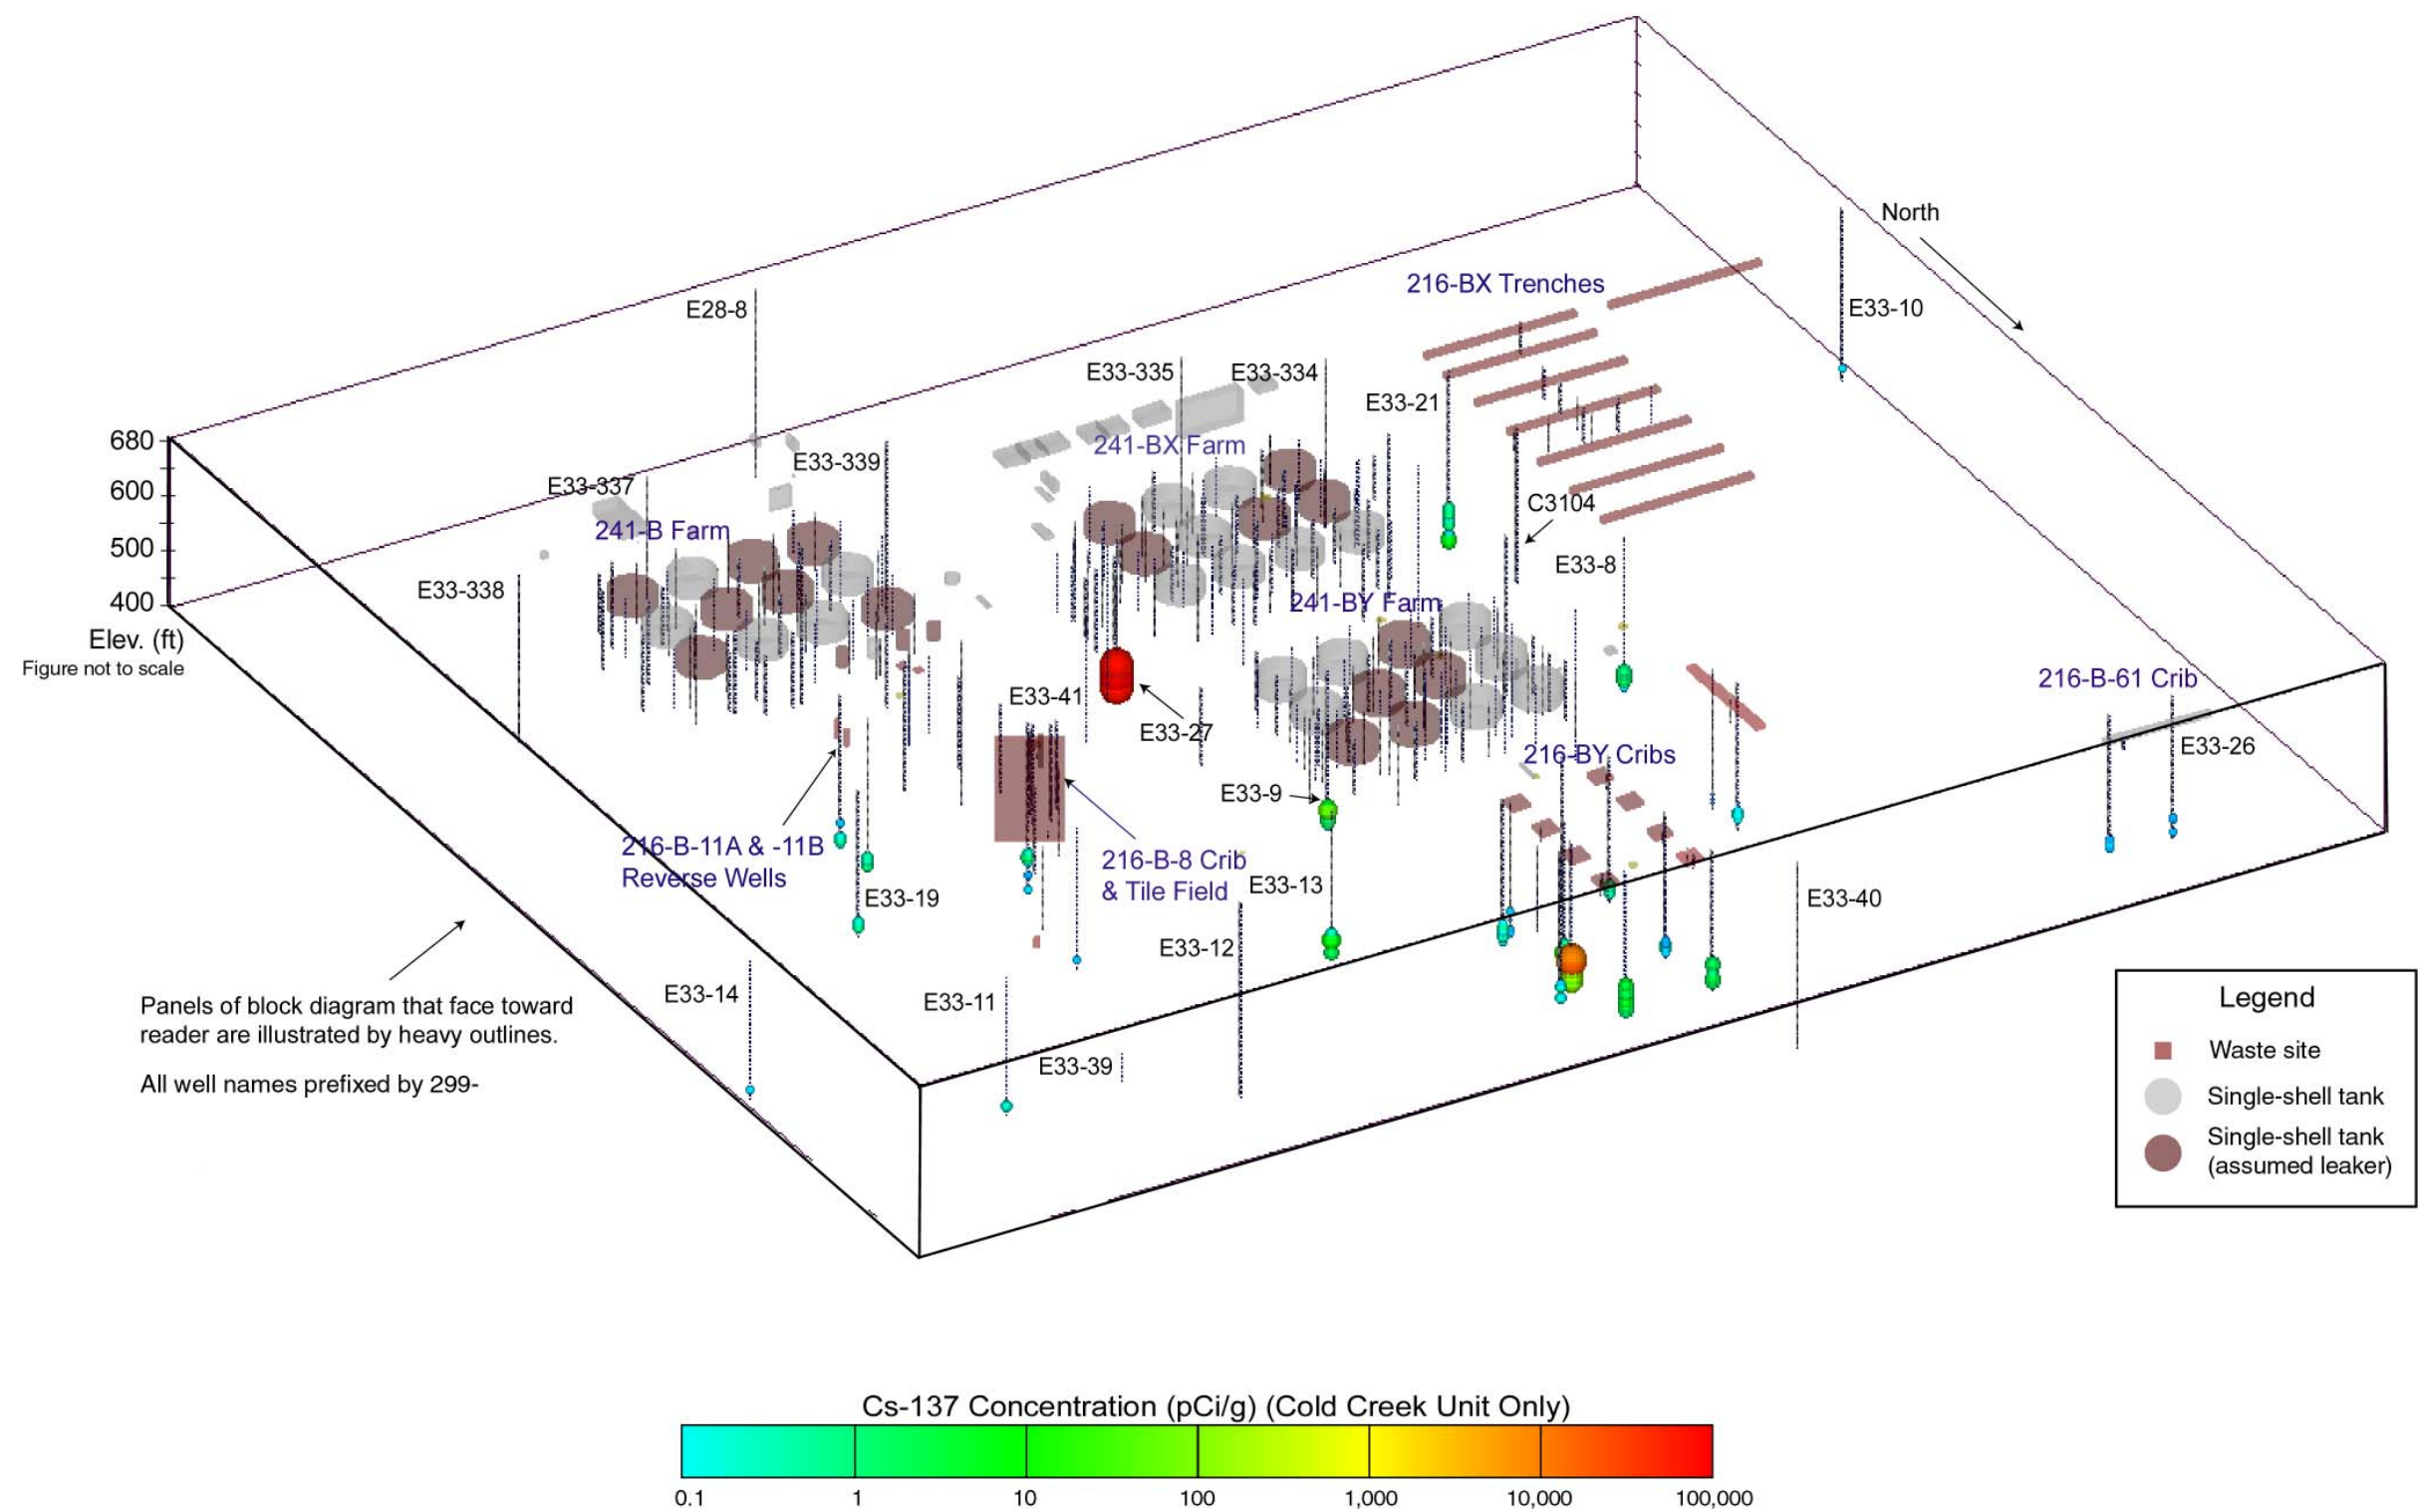 North
216-BX Trenches
E28-8
E33-10
E33-335
E33-334
E33-21
680
241-BX Farm
E33-339
E33-337
600
C3104
241-B Farm
500
E33-8
E33-338
400
241-BY Farm
Elev. (ft)
Figure not to scale
216-B-61 Crib
E33-41
E33-27
E33-26
216-BY Cribs
E33-9
216-B-11A & -11B
Reverse Wells
216-B-8 Crib
& Tile Field
E33-13
E33-19
E33-40
E33-12
E33-14
E33-11
Panels of block diagram that face toward
reader are illustrated by heavy outlines.
E33-39
All well names prefixed by 299-
Legend
Waste site
Single-shell tank
Single-shell tank
(assumed leaker)
Cs-137 Concentration (pCi/g) (Cold Creek Unit Only)
0.1 1 10 100 1,000 10,000 100,000